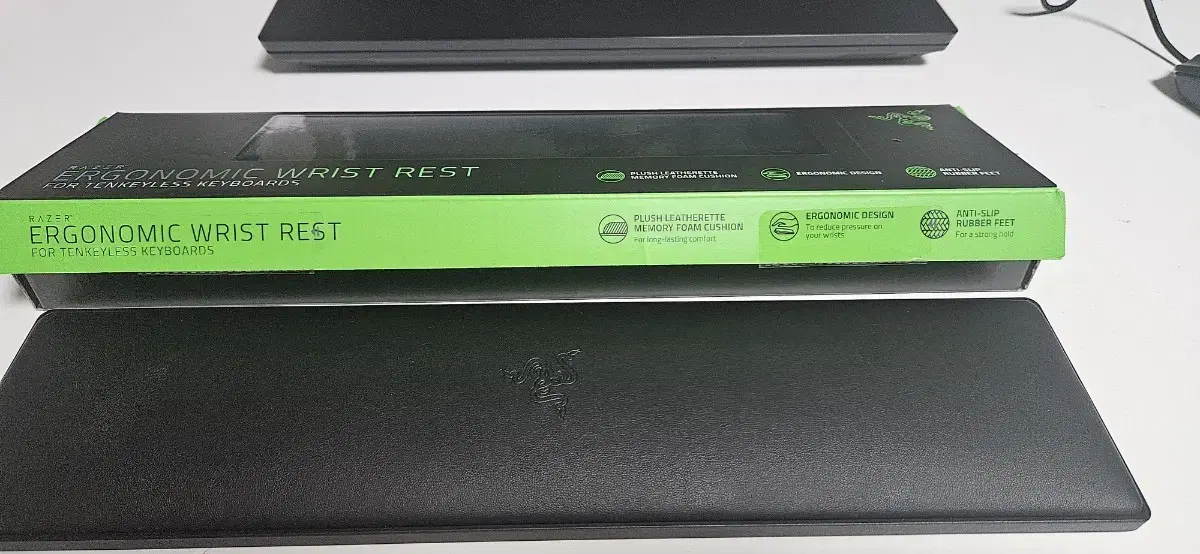 RAZER
ERGONOMIC WRIST REST
FOR TENKEYLESS KEYBOARDS
PLUSH LEATHERETTE
MEMORY FOAM CUSHION
ERGONOMIC DESIGN
ANTI-SLIP
RUBBER FEET
RAZER
ERGONOMIC WRIST REST
FOR TENKEYLESS KEYBOARDS
PLUSH LEATHERETTE
MEMORY FOAM CUSHION
For long-lasting comfort
ERGONOMIC DESIGN
To reduce pressure on
your wrists
ANTI-SLIP
RUBBER FEET
For a strong hold